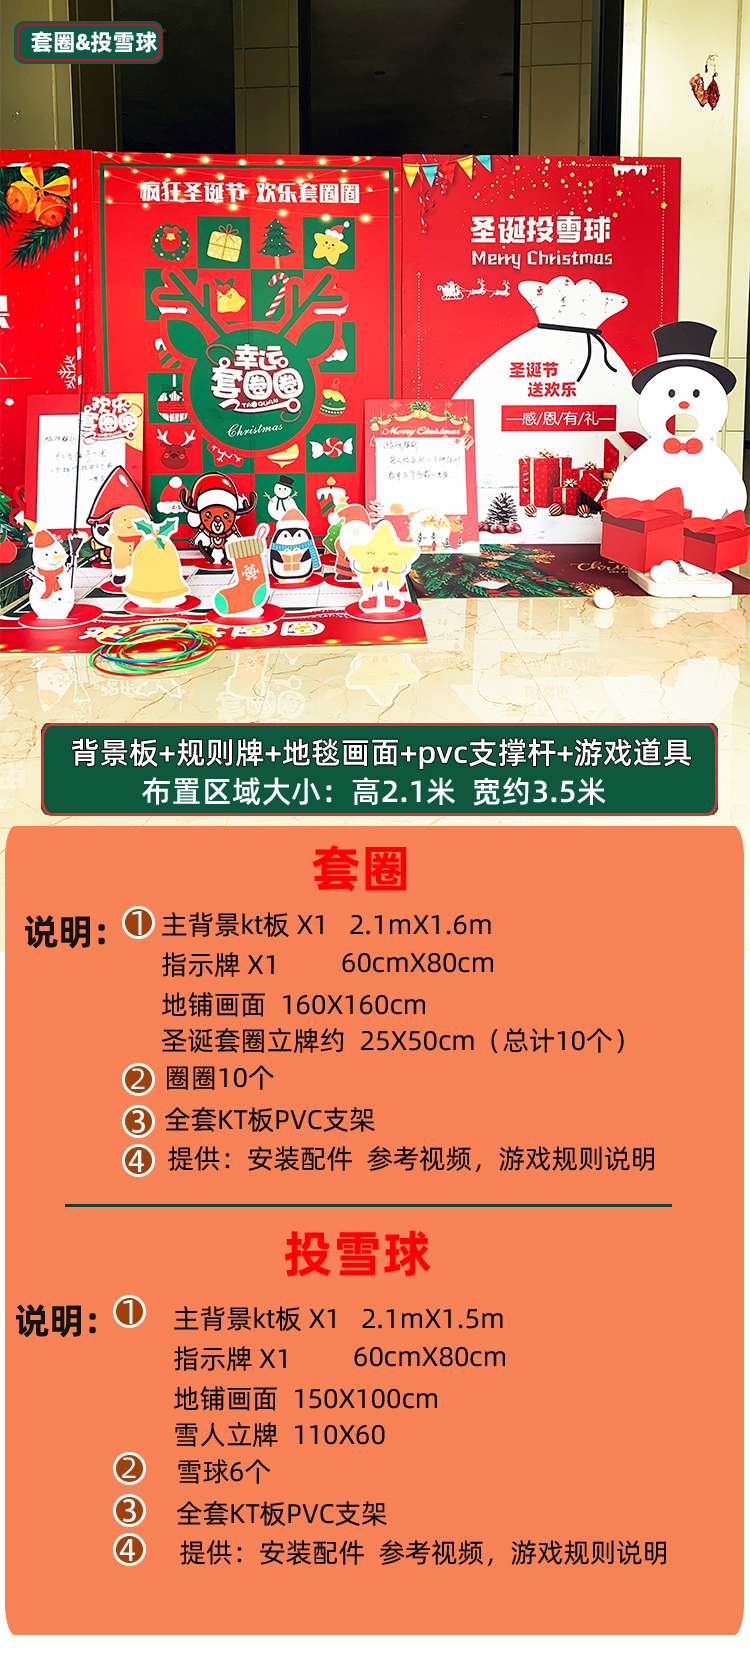 套圈&投雪球
疯狂圣诞节 欢乐套圈圈
圣诞投雪球
Merry Christmas
幸运
套圈圈
TAOQUAN
Christmas
圣诞节
送欢乐
—感/恩/有/礼—
欢乐
套圈圈
Merry Christmas
套圈圈
背景板+规则牌+地毯画面+pvc支撑杆+游戏道具
布置区域大小：高2.1米 宽约3.5米
套圈
说明：①主背景kt板 X1 2.1mX1.6m
指示牌 X1 60cmX80cm
地铺画面 160X160cm
圣诞套圈立牌约 25X50cm（总计10个）
②圈圈10个
③全套KT板PVC支架
④提供：安装配件 参考视频，游戏规则说明
投雪球
说明：①主背景kt板 X1 2.1mX1.5m
指示牌 X1 60cmX80cm
地铺画面 150X100cm
雪人立牌 110X60
②雪球6个
③全套KT板PVC支架
④提供：安装配件 参考视频，游戏规则说明